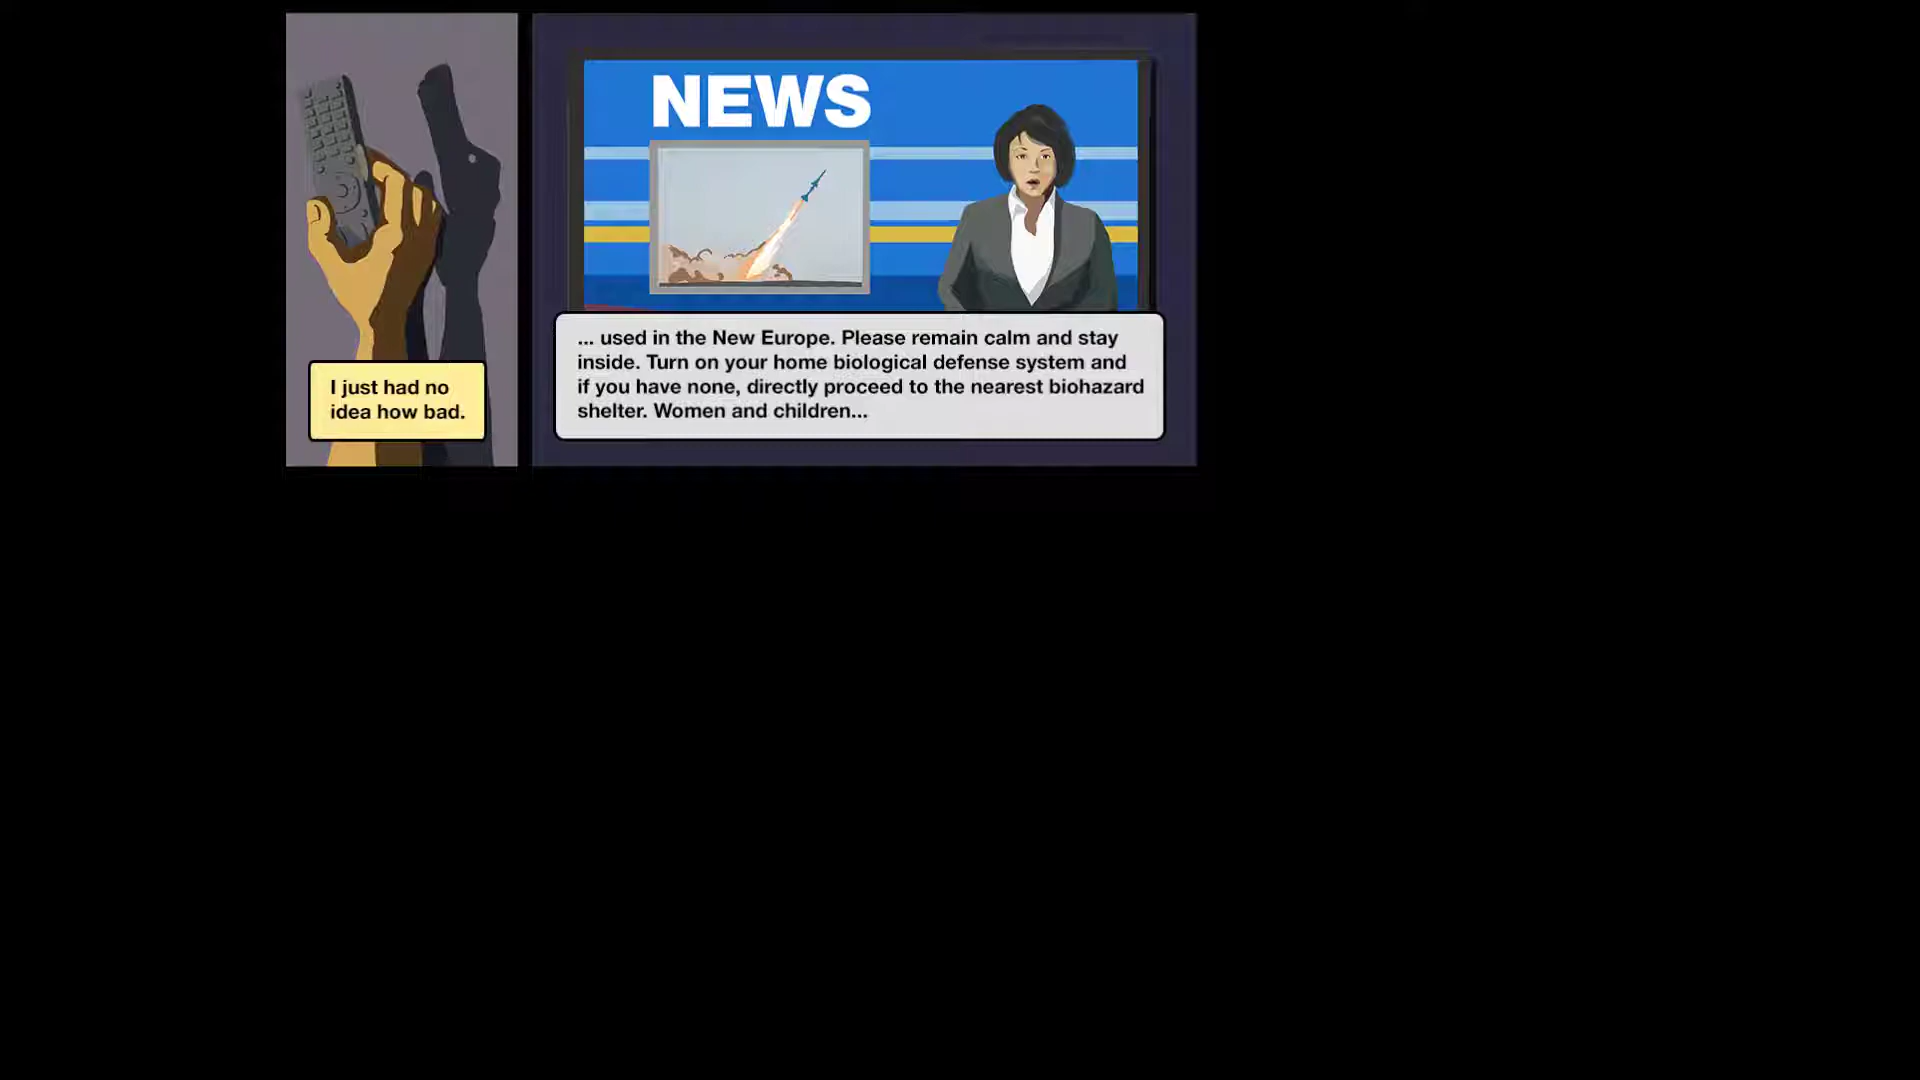 I just had no
idea how bad.
NEWS
... used in the New Europe. Please remain calm and stay
inside. Turn on your home biological defense system and
if you have none, directly proceed to the nearest biohazard
shelter. Women and children...